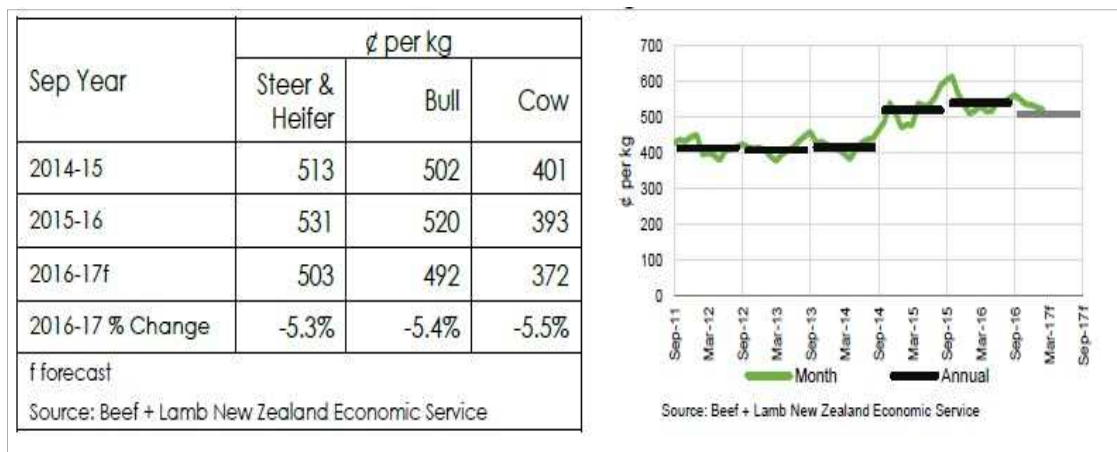 Sep Year
¢ per kg
Steer & Heifer
Bull
Cow
2014-15 513 502 401
2015-16 531 520 393
2016-17f 503 492 372
2016-17 % Change -5.3% -5.4% -5.5%
f forecast
Source: Beef + Lamb New Zealand Economic Service
¢ per kg
700
600
500
400
300
200
100
0
Sep-11
Mar-12
Sep-12
Mar-13
Sep-13
Mar-14
Sep-14
Mar-15
Sep-15
Mar-16
Sep-16
Mar-17f
Sep-17f
Month
Annual
Source: Beef + Lamb New Zealand Economic Service